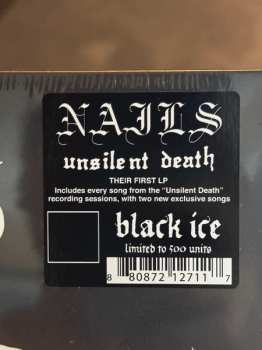 NAILS
unsilent death
THEIR FIRST LP
Includes every song from the "Unsilent Death"
recording sessions, with two new exclusive songs
black ice
limited to 500 units
8 80872 12711 7